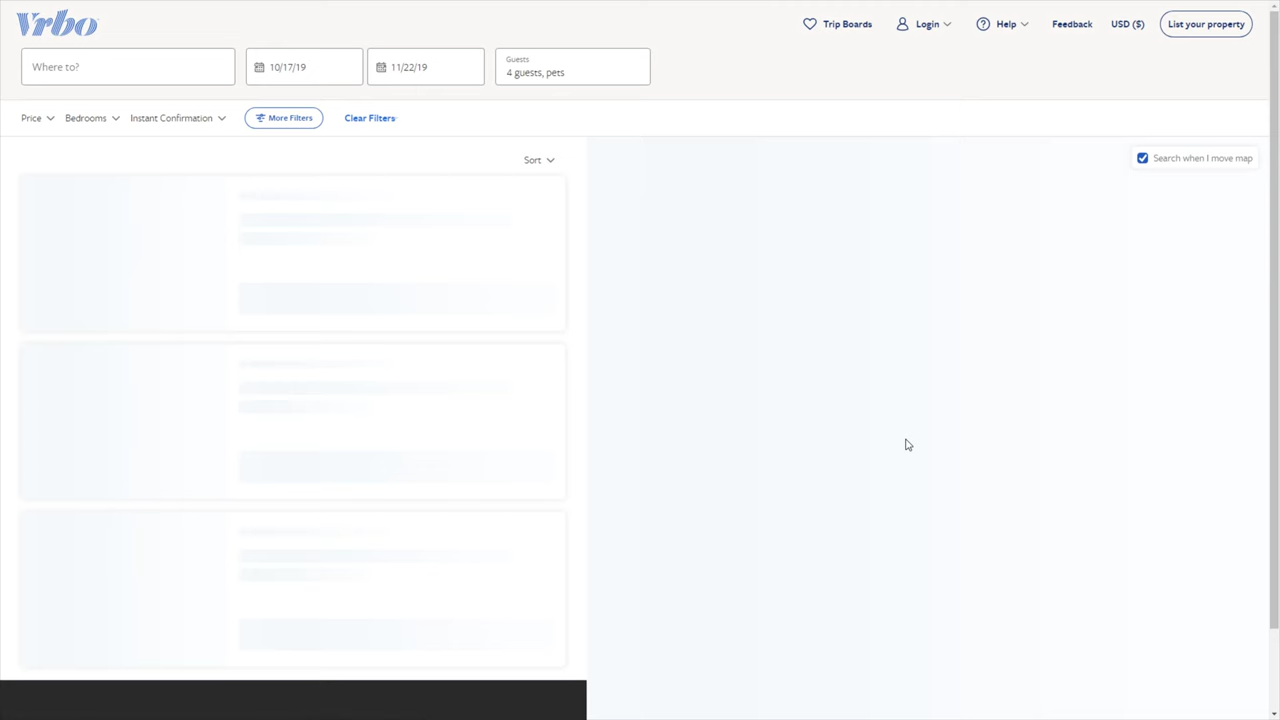 Vrbo
Trip Boards
Login
Help
Feedback
USD ($)
List your property
Where to?
10/17/19
11/22/19
Guests
4 guests, pets
Price
Bedrooms
Instant Confirmation
More Filters
Clear Filters
Sort
Search when I move map